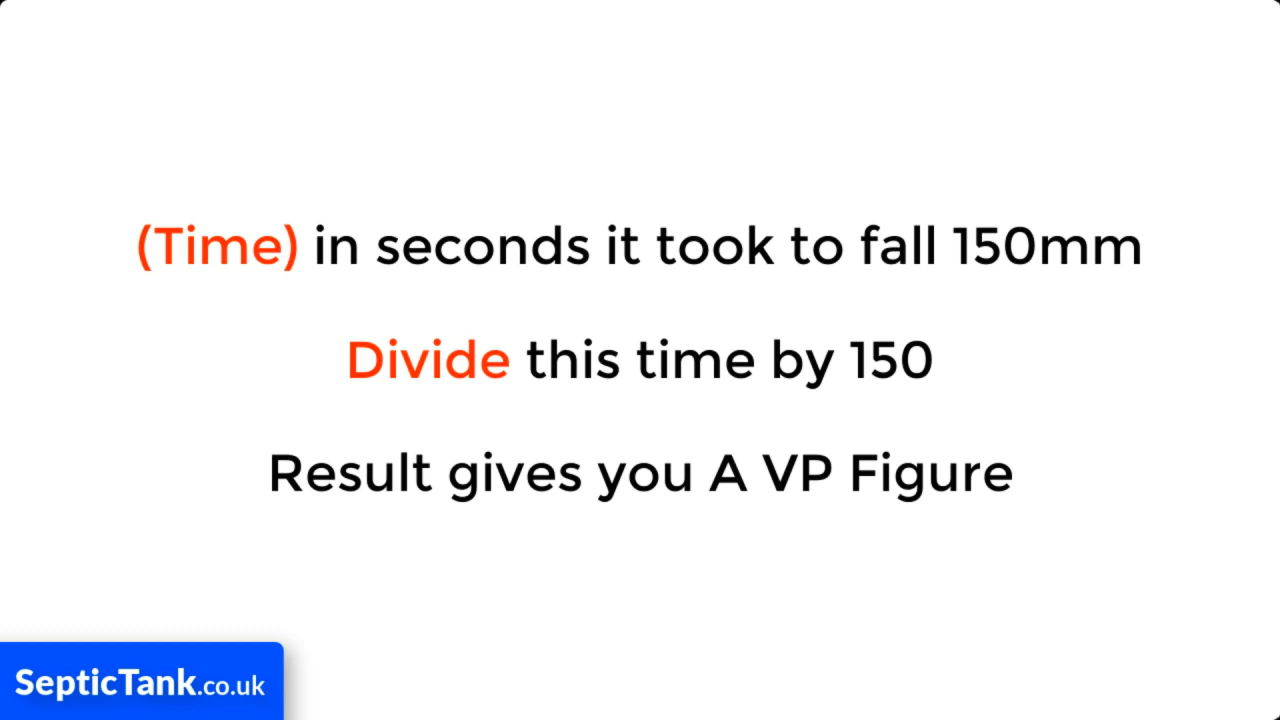 (Time) in seconds it took to fall 150mm
Divide this time by 150
Result gives you A VP Figure
SepticTank.co.uk